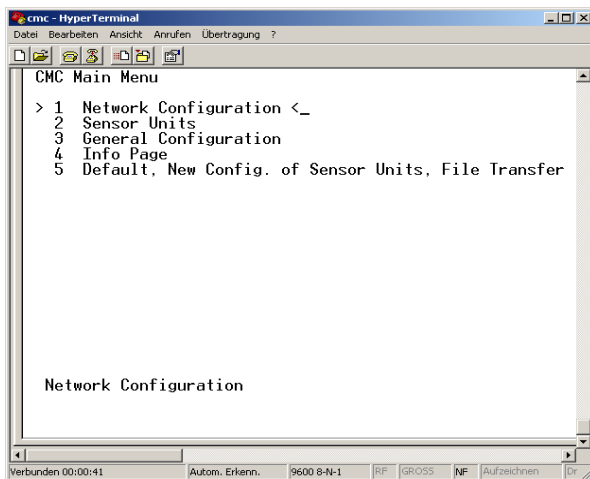 cmc - HyperTerminal
Datei Bearbeiten Ansicht Anrufen Übertragung ?
CMC Main Menu
> 1 Network Configuration <_
2 Sensor Units
3 General Configuration
4 Info Page
5 Default, New Config. of Sensor Units, File Transfer
Network Configuration
Verbunden 00:00:41 Autom. Erkenn. 9600 8-N-1 RF GROSS NF Aufzeichnen Dr